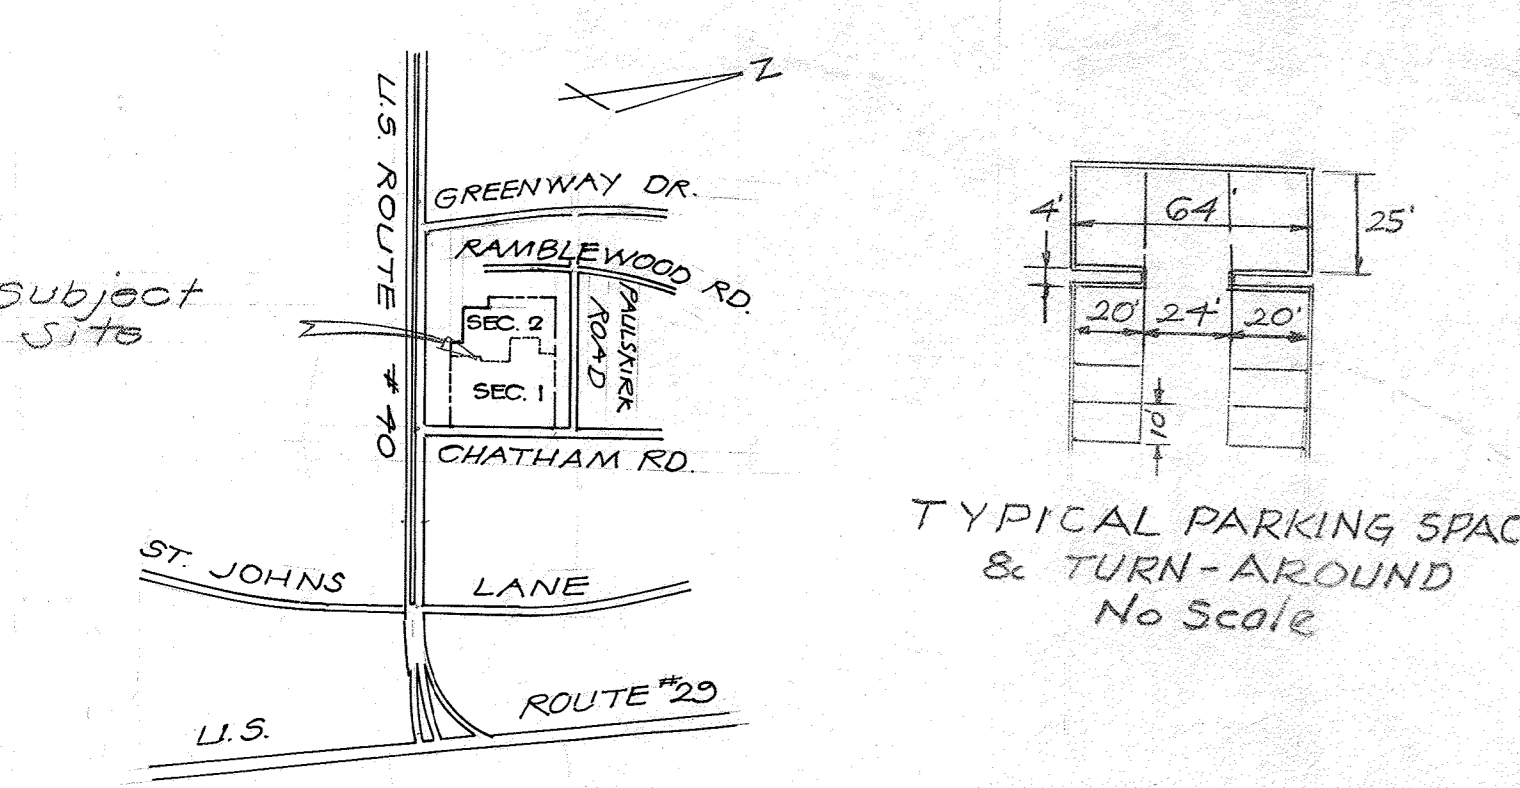 Z
U.S. ROUTE #40
GREENWAY DR.
RAMBLEWOOD RD.
Subject
Site
SEC. 2
SEC. 1
PAULSKIRK
ROAD
CHATHAM RD.
ST. JOHNS LANE
U.S. ROUTE #29
4'
64'
25'
20' 24' 20'
10'
TYPICAL PARKING SPAC
& TURN-AROUND
No Scale